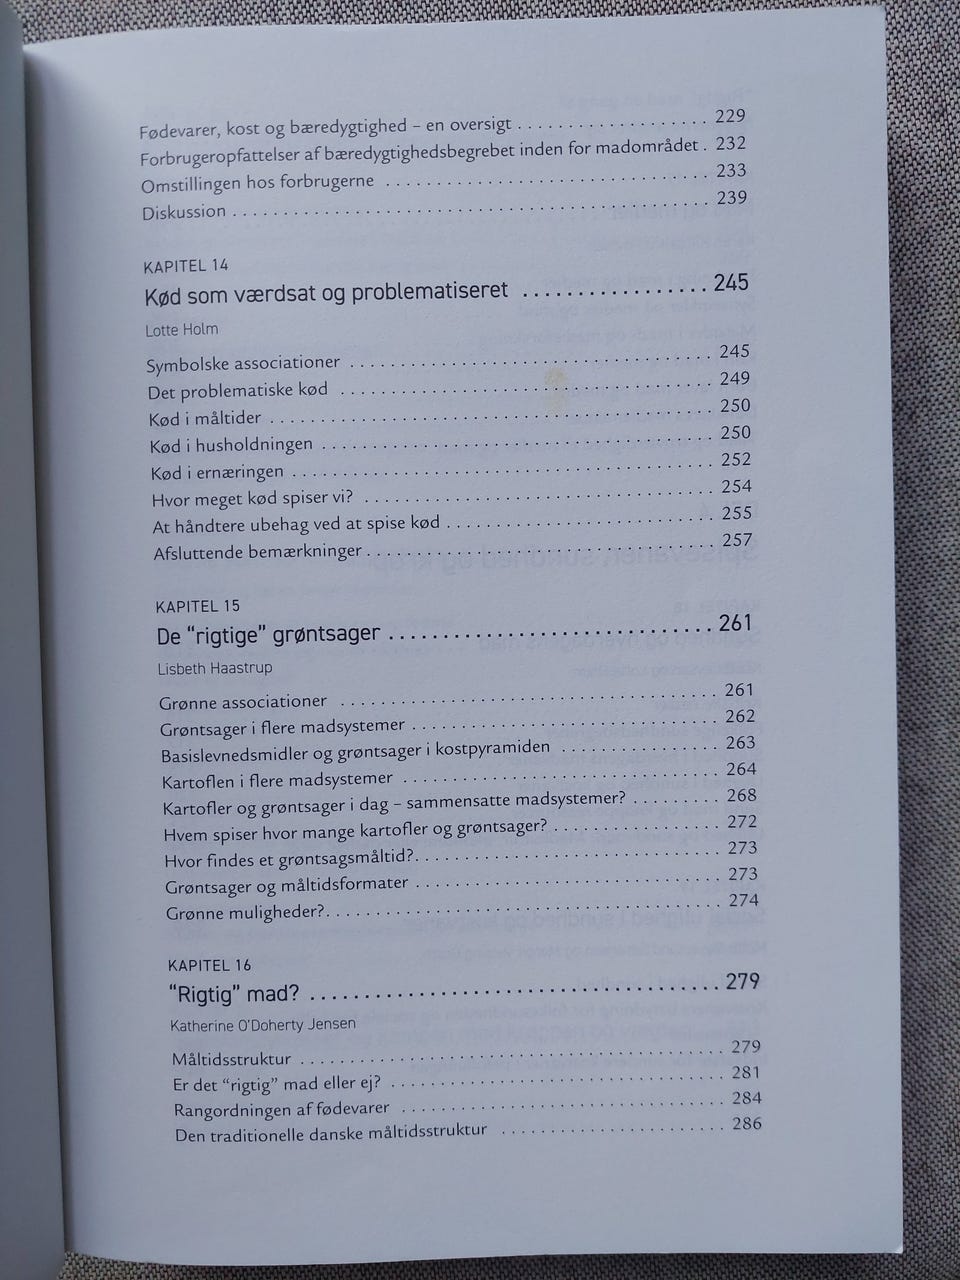 Fødevarer, kost og bæredygtighed – en oversigt . . . . . . . . . . . . . . . . . . . 229
Forbrugeropfattelser af bæredygtighedsbegrebet inden for madområdet . 232
Omstillingen hos forbrugerne . . . . . . . . . . . . . . . . . . . . . . . . . . . . . . . . 233
Diskussion . . . . . . . . . . . . . . . . . . . . . . . . . . . . . . . . . . . . . . . . . . . . . . . 239
KAPITEL 14
Kød som værdsat og problematiseret . . . . . . . . . . . . . . . . . 245
Lotte Holm
Symbolske associationer . . . . . . . . . . . . . . . . . . . . . . . . . . . . . . . . . . . . 245
Det problematiske kød . . . . . . . . . . . . . . . . . . . . . . . . . . . . . . . . . . . . . 249
Kød i måltider . . . . . . . . . . . . . . . . . . . . . . . . . . . . . . . . . . . . . . . . . . . . 250
Kød i husholdningen . . . . . . . . . . . . . . . . . . . . . . . . . . . . . . . . . . . . . . . 250
Kød i ernæringen . . . . . . . . . . . . . . . . . . . . . . . . . . . . . . . . . . . . . . . . . . 252
Hvor meget kød spiser vi? . . . . . . . . . . . . . . . . . . . . . . . . . . . . . . . . . . . 254
At håndtere ubehag ved at spise kød . . . . . . . . . . . . . . . . . . . . . . . . . . . 255
Afsluttende bemærkninger . . . . . . . . . . . . . . . . . . . . . . . . . . . . . . . . . . . 257
KAPITEL 15
De “rigtige” grøntsager . . . . . . . . . . . . . . . . . . . . . . . . . . . . . 261
Lisbeth Haastrup
Grønne associationer . . . . . . . . . . . . . . . . . . . . . . . . . . . . . . . . . . . . . . 261
Grøntsager i flere madsystemer . . . . . . . . . . . . . . . . . . . . . . . . . . . . . . . 262
Basislevnedsmidler og grøntsager i kostpyramiden . . . . . . . . . . . . . . . . 263
Kartoflen i flere madsystemer . . . . . . . . . . . . . . . . . . . . . . . . . . . . . . . . 264
Kartofler og grøntsager i dag – sammensatte madsystemer? . . . . . . . . . 268
Hvem spiser hvor mange kartofler og grøntsager? . . . . . . . . . . . . . . . . . 272
Hvor findes et grøntsagsmåltid? . . . . . . . . . . . . . . . . . . . . . . . . . . . . . . . 273
Grøntsager og måltidsformater . . . . . . . . . . . . . . . . . . . . . . . . . . . . . . . 273
Grønne muligheder? . . . . . . . . . . . . . . . . . . . . . . . . . . . . . . . . . . . . . . . . 274
KAPITEL 16
“Rigtig” mad? . . . . . . . . . . . . . . . . . . . . . . . . . . . . . . . . . . . . . 279
Katherine O’Doherty Jensen
Måltidsstruktur . . . . . . . . . . . . . . . . . . . . . . . . . . . . . . . . . . . . . . . . . . . 279
Er det “rigtig” mad eller ej? . . . . . . . . . . . . . . . . . . . . . . . . . . . . . . . . . . 281
Rangordningen af fødevarer . . . . . . . . . . . . . . . . . . . . . . . . . . . . . . . . . 284
Den traditionelle danske måltidsstruktur . . . . . . . . . . . . . . . . . . . . . . . 286